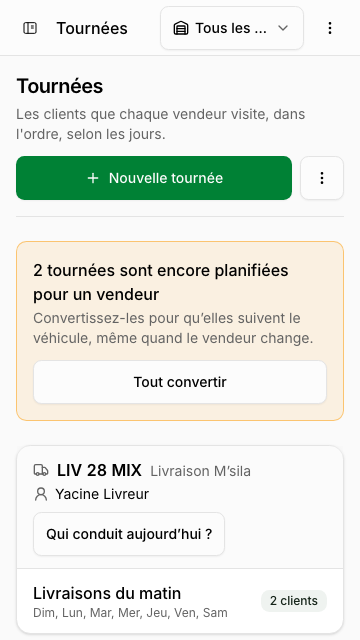 Tournées
Tous les ...
Tournées
Les clients que chaque vendeur visite, dans
l'ordre, selon les jours.
Nouvelle tournée
2 tournées sont encore planifiées
pour un vendeur
Convertissez-les pour qu’elles suivent le
véhicule, même quand le vendeur change.
Tout convertir
LIV 28 MIX Livraison M’sila
Yacine Livreur
Qui conduit aujourd’hui ?
Livraisons du matin
2 clients
Dim, Lun, Mar, Mer, Jeu, Ven, Sam